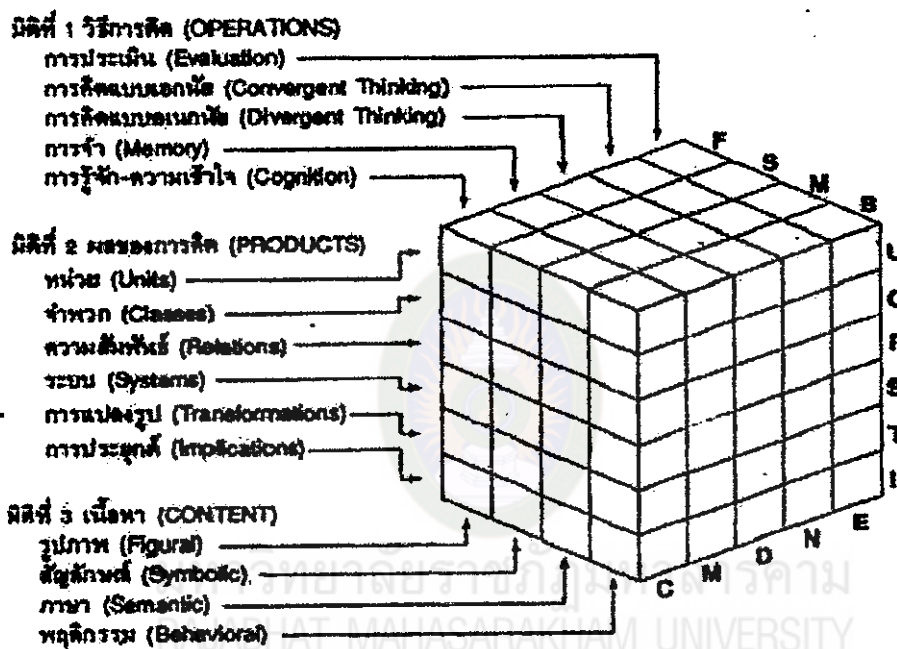 มิติที่ 1 วิธีการคิด (OPERATIONS)
การประเมิน (Evaluation)
การคิดแบบเอกนัย (Convergent Thinking)
การคิดแบบอเนกนัย (Divergent Thinking)
การจำ (Memory)
การรู้จัก-ความเข้าใจ (Cognition)
F
S
M
B
มิติที่ 2 ผลของการคิด (PRODUCTS)
หน่วย (Units)
จำพวก (Classes)
ความสัมพันธ์ (Relations)
ระบบ (Systems)
การแปลงรูป (Transformations)
การประยุกต์ (Implications)
U
C
R
S
T
I
มิติที่ 3 เนื้อหา (CONTENT)
รูปภาพ (Figural)
สัญลักษณ์ (Symbolic)
ภาษา (Semantic)
พฤติกรรม (Behavioral)
C M D N E
มหาวิทยาลัยราชภัฏมหาสารคาม
RAJABHAT MAHASARAKHAM UNIVERSITY